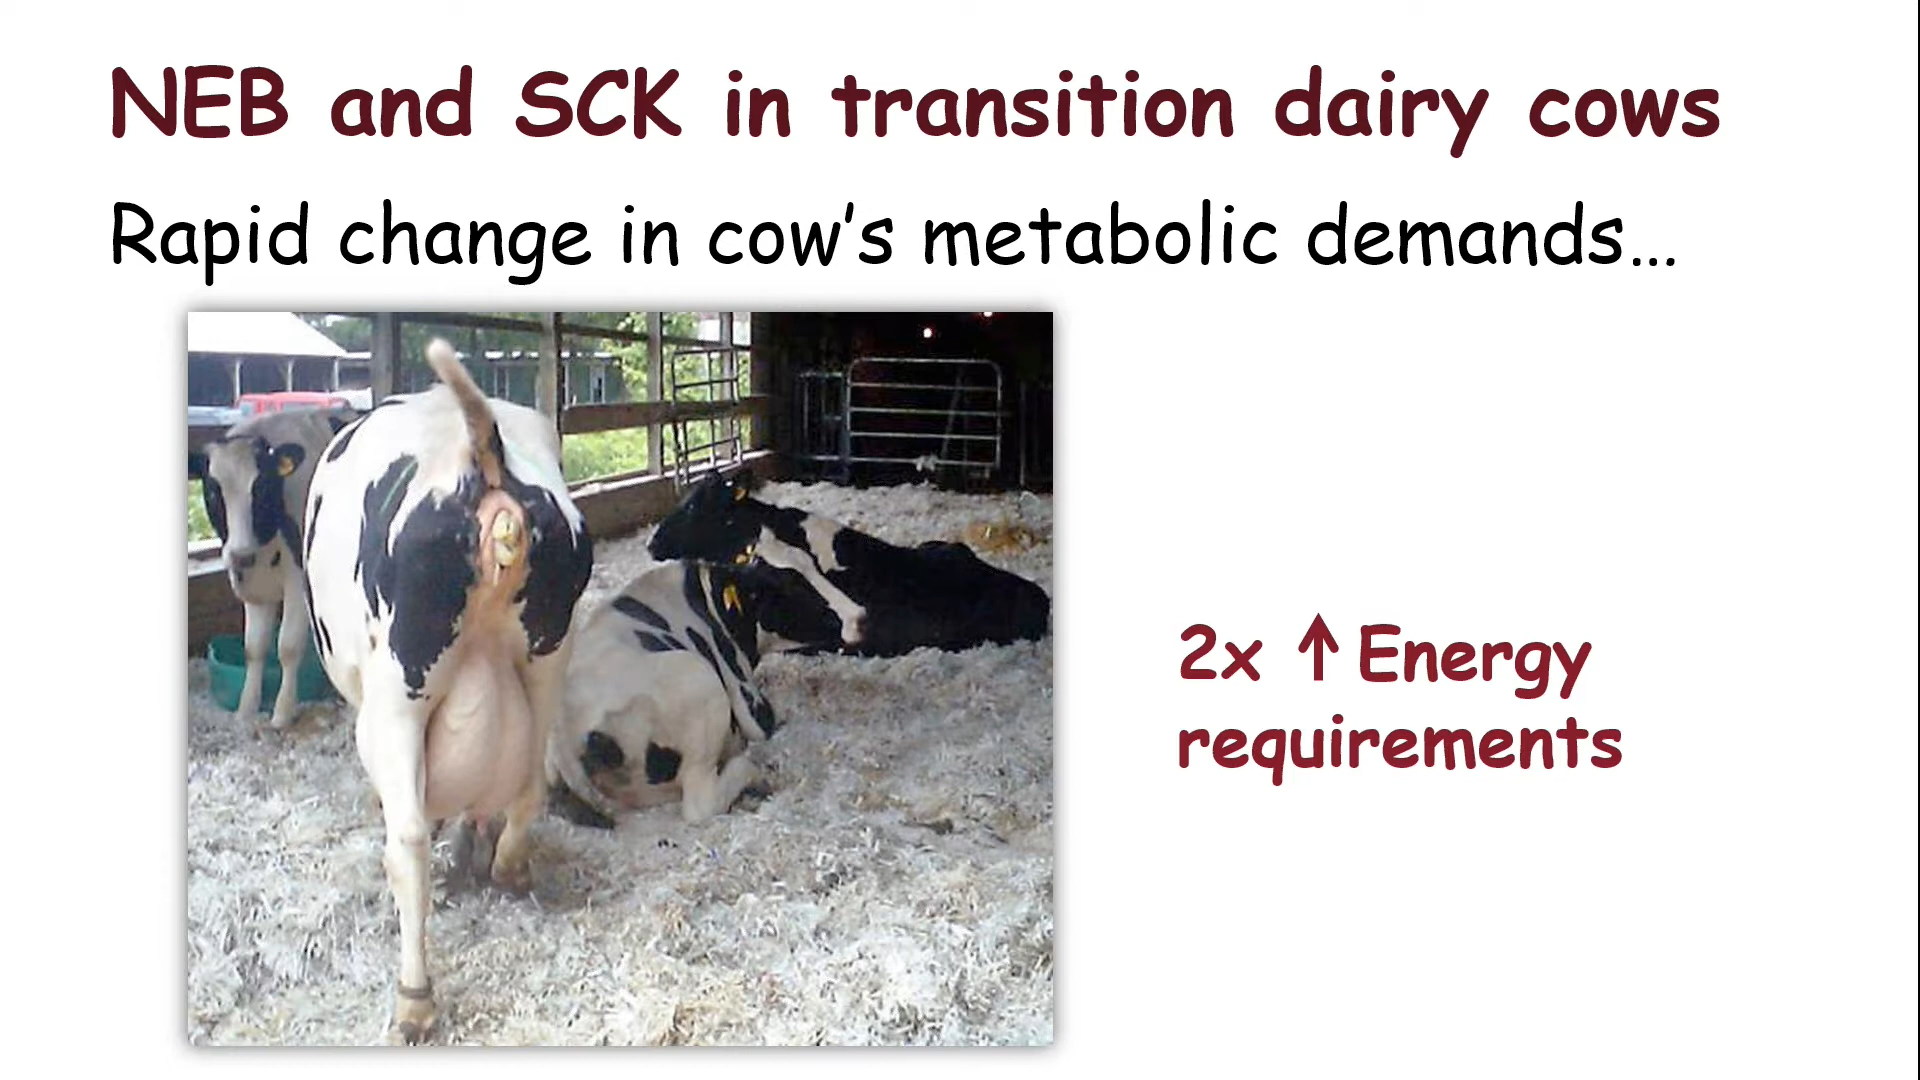 NEB and SCK in transition dairy cows
Rapid change in cow’s metabolic demands…
2x ↑ Energy
requirements